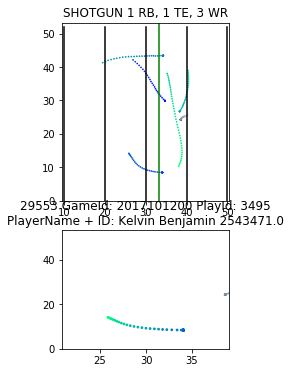 SHOTGUN 1 RB, 1 TE, 3 WR
50
40
30
20
10
0
10 20 30 40 50
29553 GameId: 2017101200 PlayId: 3495
PlayerName + ID: Kelvin Benjamin 2543471.0
40
20
0
25 30 35